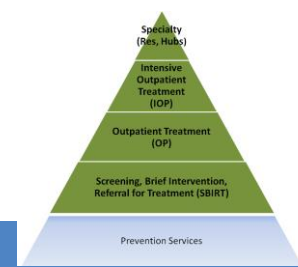 Specialty
(Res, Hubs)
Intensive
Outpatient
Treatment
(IOP)
Outpatient Treatment
(OP)
Screening, Brief Intervention,
Referral for Treatment (SBIRT)
Prevention Services